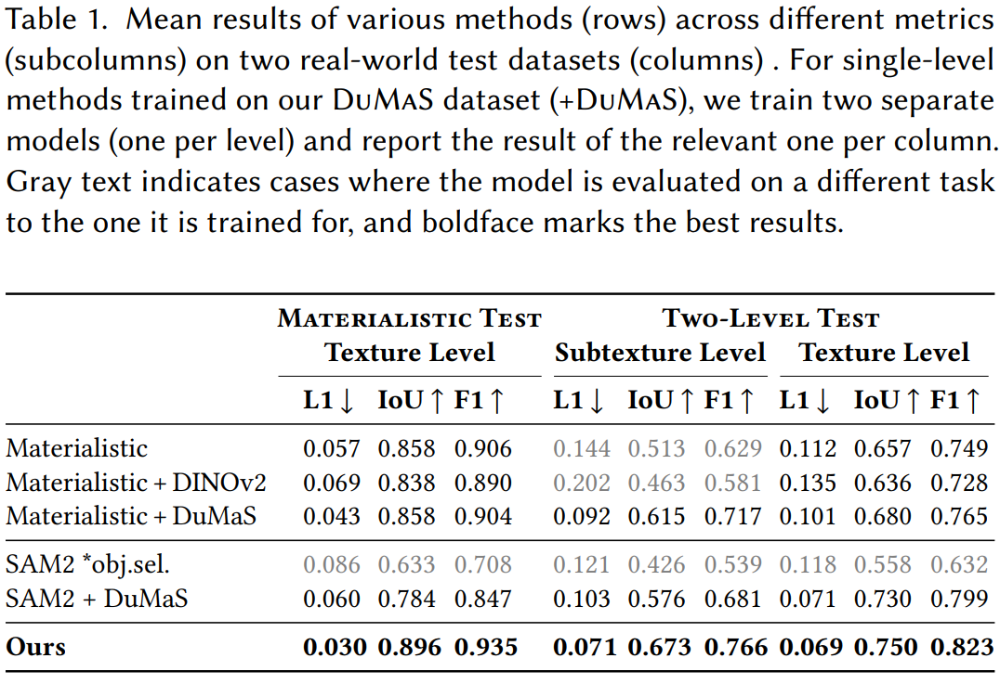 Table 1. Mean results of various methods (rows) across different metrics
(subcolumns) on two real-world test datasets (columns) . For single-level
methods trained on our DuMaS dataset (+DuMaS), we train two separate
models (one per level) and report the result of the relevant one per column.
Gray text indicates cases where the model is evaluated on a different task
to the one it is trained for, and boldface marks the best results.
Materialistic Test Two-Level Test
Texture Level Subtexture Level Texture Level
L1 ↓ IoU ↑ F1 ↑ L1 ↓ IoU ↑ F1 ↑ L1 ↓ IoU ↑ F1 ↑
Materialistic 0.057 0.858 0.906 0.144 0.513 0.629 0.112 0.657 0.749
Materialistic + DINOv2 0.069 0.838 0.890 0.202 0.463 0.581 0.135 0.636 0.728
Materialistic + DuMaS 0.043 0.858 0.904 0.092 0.615 0.717 0.101 0.680 0.765
SAM2 *obj.sel. 0.086 0.633 0.708 0.121 0.426 0.539 0.118 0.558 0.632
SAM2 + DuMaS 0.060 0.784 0.847 0.103 0.576 0.681 0.071 0.730 0.799
Ours 0.030 0.896 0.935 0.071 0.673 0.766 0.069 0.750 0.823